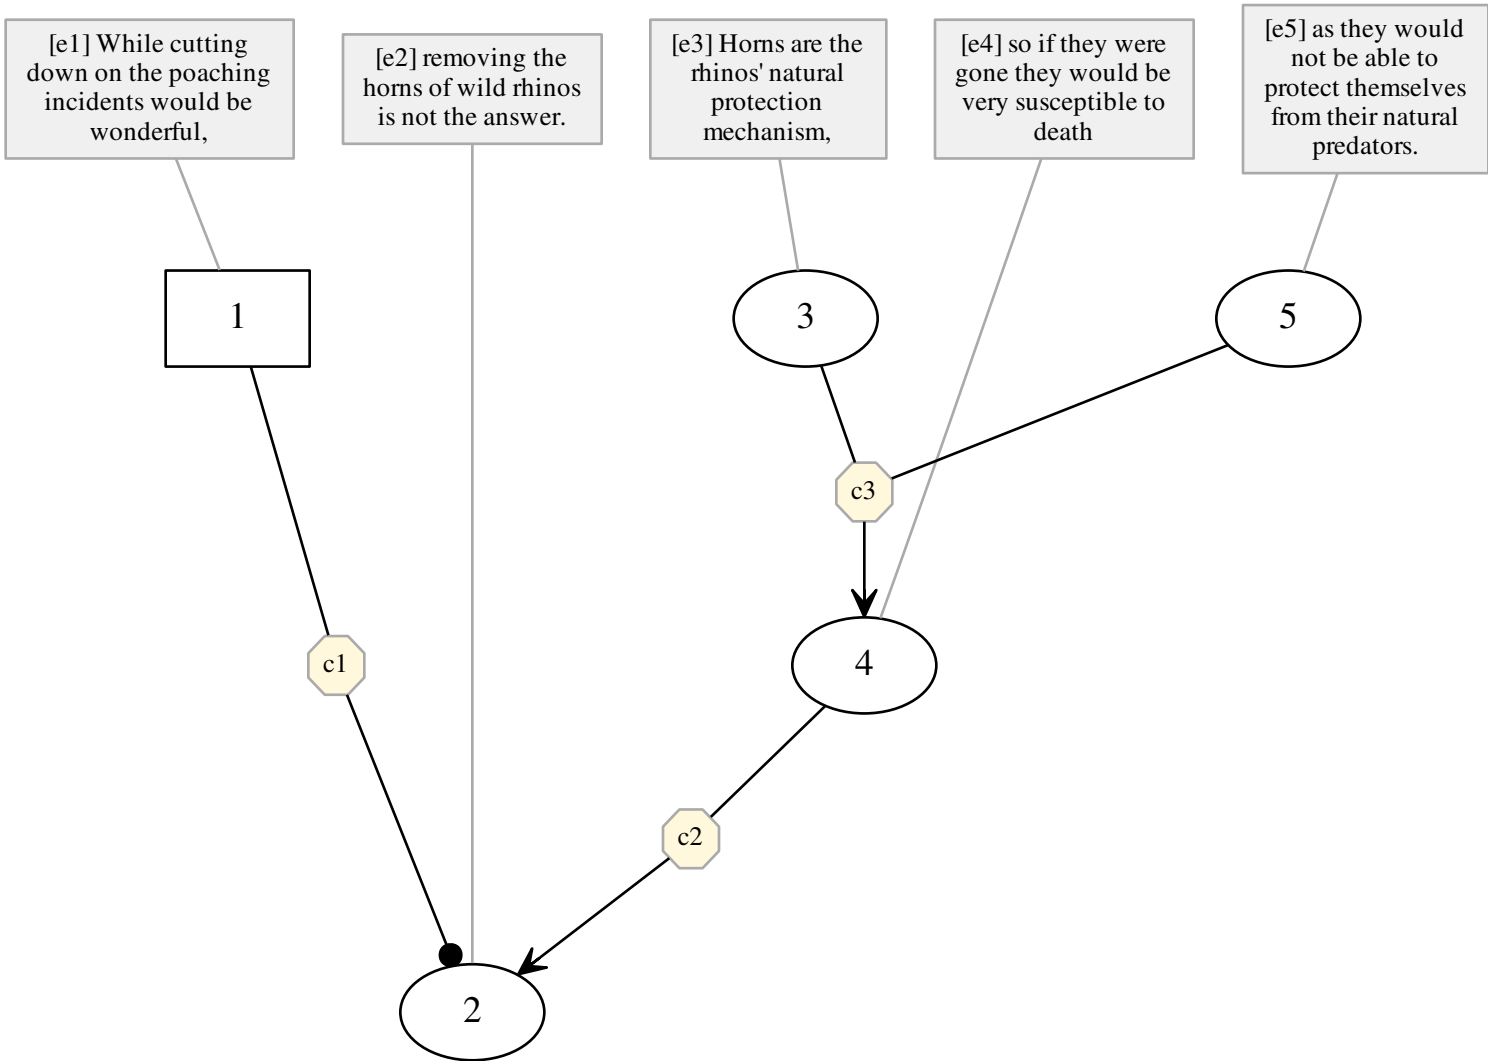 [e1] While cutting
down on the poaching
incidents would be
wonderful,
[e2] removing the
horns of wild rhinos
is not the answer.
[e3] Horns are the
rhinos' natural
protection
mechanism,
[e4] so if they were
gone they would be
very susceptible to
death
[e5] as they would
not be able to
protect themselves
from their natural
predators.
1
3
5
c3
c1
4
c2
2